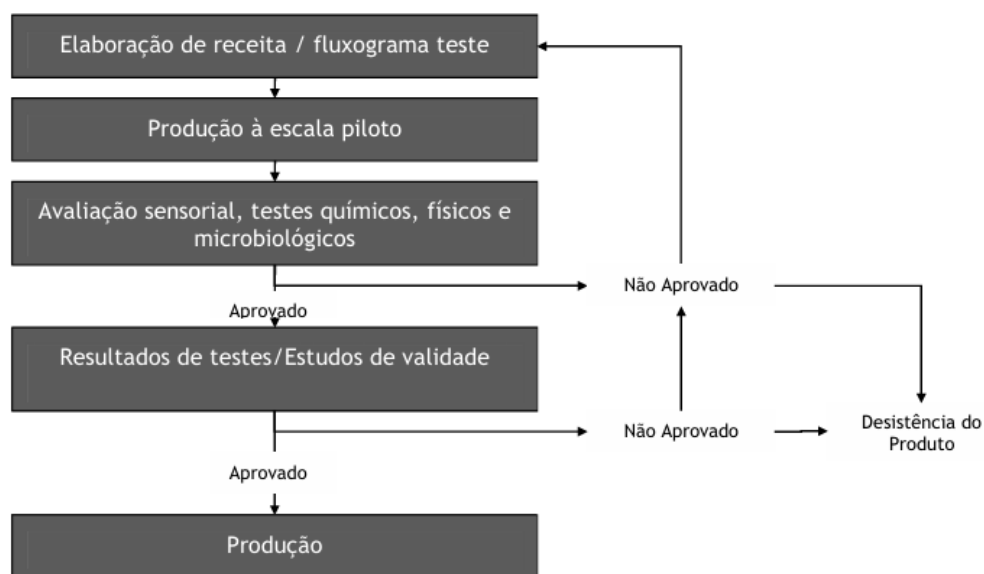 Elaboração de receita / fluxograma teste
Produção à escala piloto
Avaliação sensorial, testes químicos, físicos e
microbiológicos
Não Aprovado
Aprovado
Resultados de testes/Estudos de validade
Não Aprovado
Desistência do
Produto
Aprovado
Produção